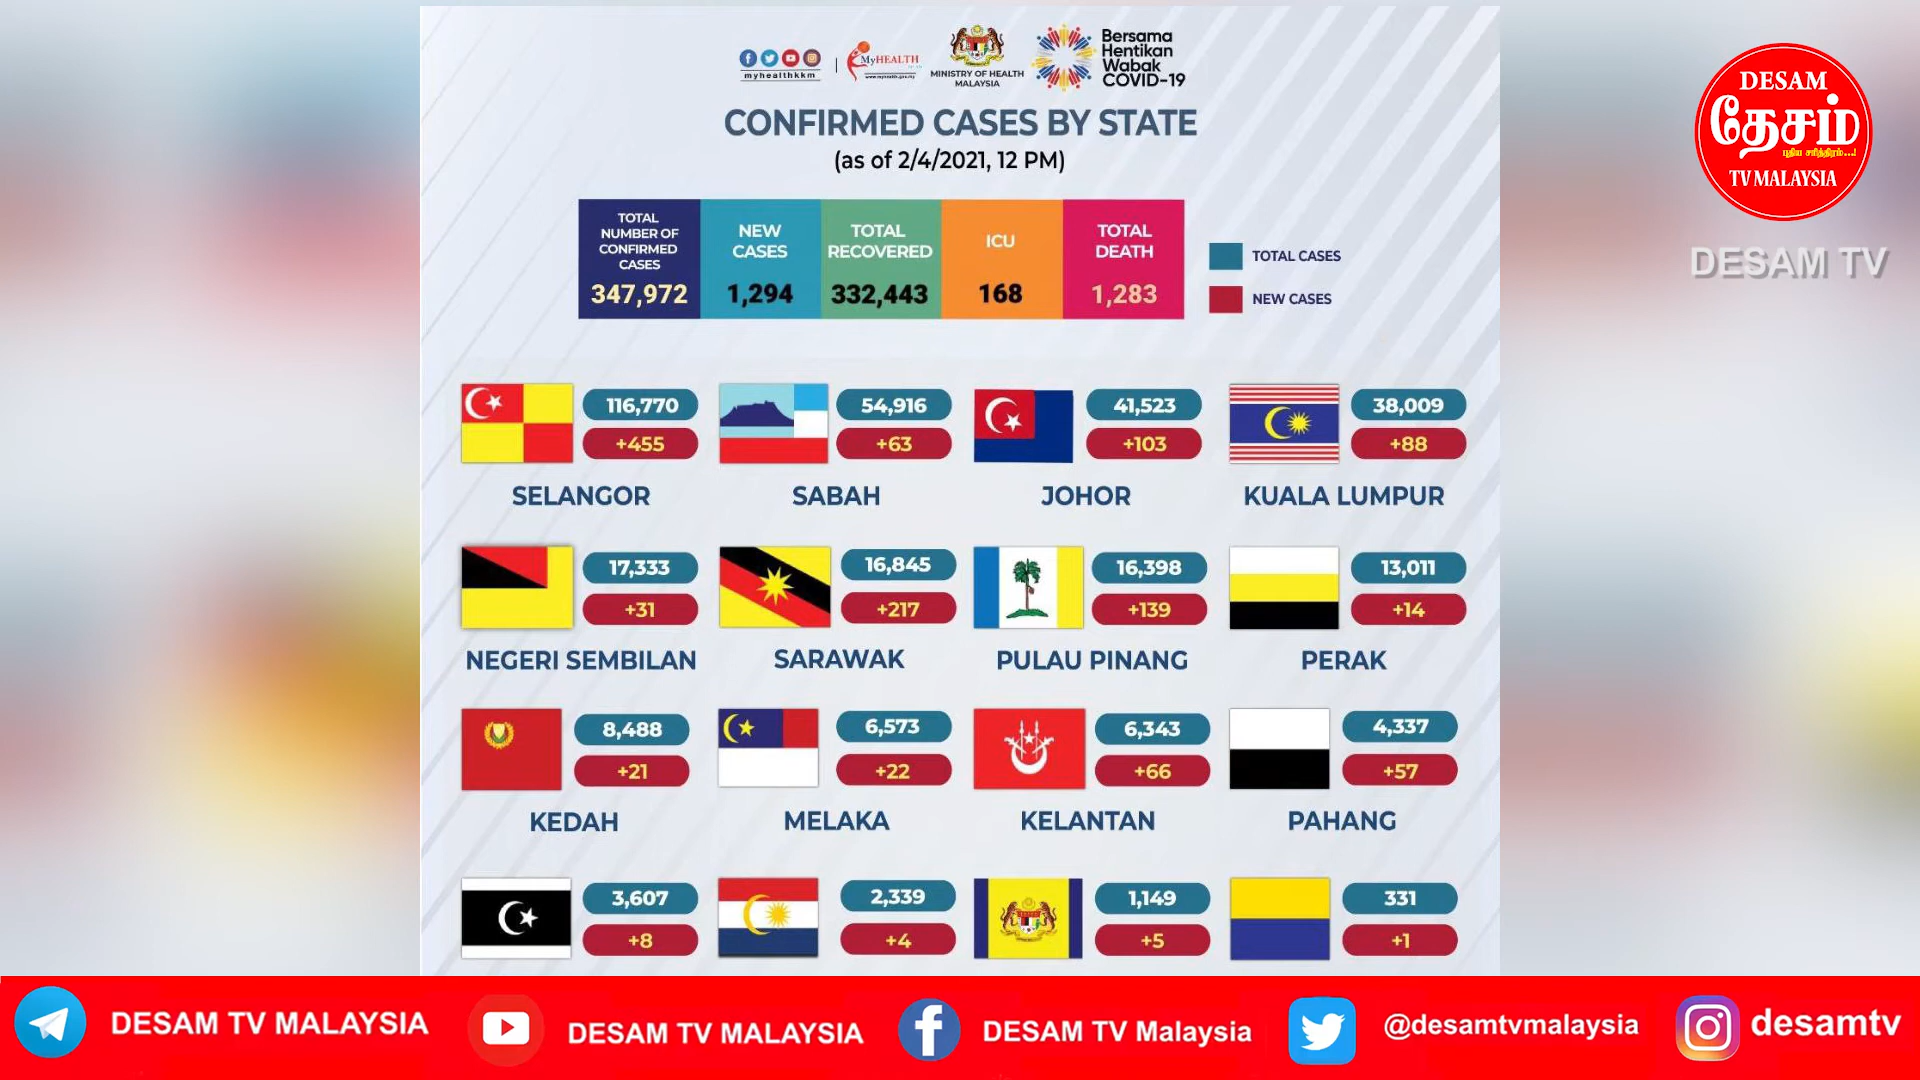 myhealthkkm
MyHEALTH
www.myhealth.gov.my
MINISTRY OF HEALTH
MALAYSIA
Bersama
Hentikan
Wabak
COVID-19
CONFIRMED CASES BY STATE
(as of 2/4/2021, 12 PM)
TOTAL
NUMBER OF
CONFIRMED
CASES
347,972
NEW
CASES
1,294
TOTAL
RECOVERED
332,443
ICU
168
TOTAL
DEATH
1,283
TOTAL CASES
NEW CASES
DESAM
தேசம்
புதிய சரித்திரம்...!
TV MALAYSIA
DESAM TV
116,770
+455
SELANGOR
54,916
+63
SABAH
41,523
+103
JOHOR
38,009
+88
KUALA LUMPUR
17,333
+31
NEGERI SEMBILAN
16,845
+217
SARAWAK
16,398
+139
PULAU PINANG
13,011
+14
PERAK
8,488
+21
KEDAH
6,573
+22
MELAKA
6,343
+66
KELANTAN
4,337
+57
PAHANG
3,607
+8
2,339
+4
1,149
+5
331
+1
DESAM TV MALAYSIA
DESAM TV MALAYSIA
DESAM TV Malaysia
@desamtvmalaysia
desamtv